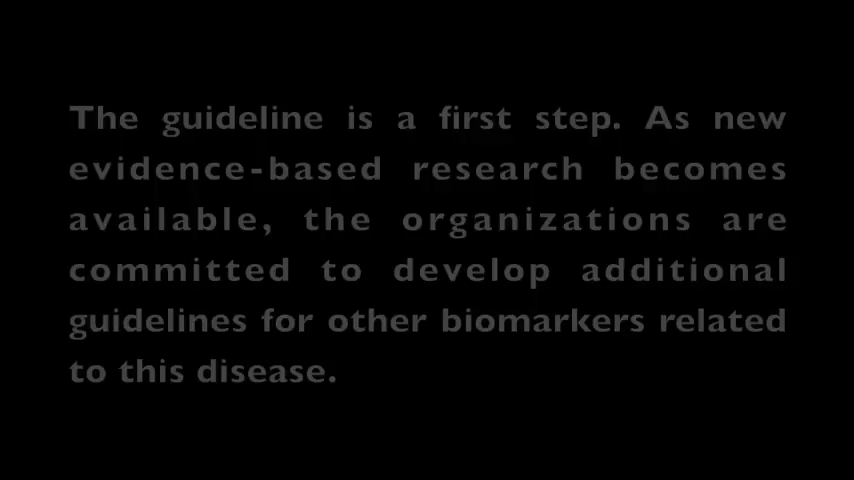 The guideline is a first step. As new
evidence-based research becomes
available, the organizations are
committed to develop additional
guidelines for other biomarkers related
to this disease.